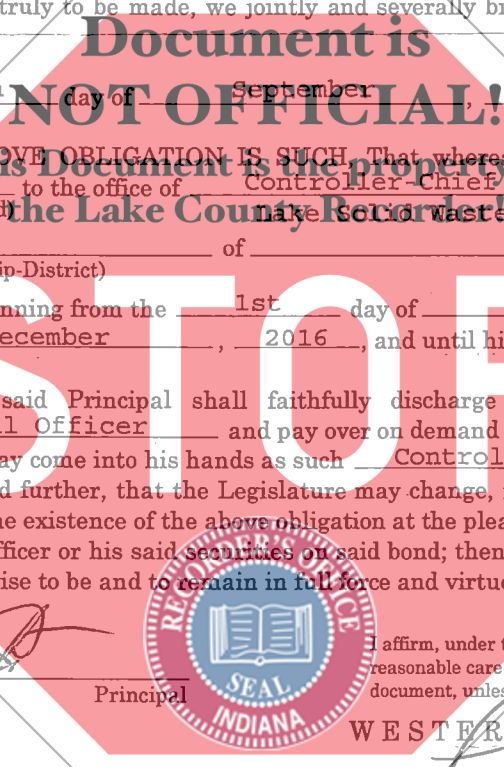 truly to be made, we jointly and severally
Document is
day of September ,
NOT OFFICIAL!
OVE OBLIGATION IS SUCH, That whereas
is Document is the property
to the office of Controller-Chief
the Lake County Recorder!
Lake Solid Waste
of
ip-District)
nning from the 1st day of
ecember , 2016 , and until
STOP
said Principal shall faithfully discharge
l Officer and pay over on demand
ay come into his hands as such Control
d further, that the Legislature may change,
he existence of the above obligation at the plea
fficer or his said securities on said bond; then
ise to be and to remain in full force and virtue
RECORDER'S OFFICE
SEAL
INDIANA
I affirm, under
reasonable care
document, unles
Principal
WESTER